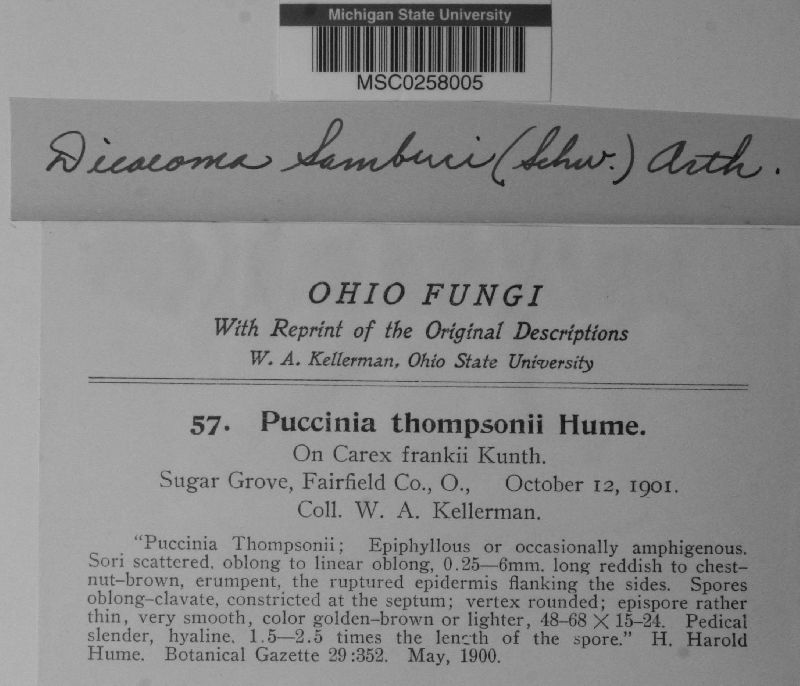 Michigan State University
MSC0258005
Dicaeoma Sambuci (Schw.) Arth.
OHIO FUNGI
With Reprint of the Original Descriptions
W. A. Kellerman, Ohio State University
57. Puccinia thompsonii Hume.
On Carex frankii Kunth.
Sugar Grove, Fairfield Co., O., October 12, 1901.
Coll. W. A. Kellerman.
"Puccinia Thompsonii; Epiphyllous or occasionally amphigenous.
Sori scattered, oblong to linear oblong, 0.25—6mm. long reddish to chest-
nut-brown, erumpent, the ruptured epidermis flanking the sides. Spores
oblong-clavate, constricted at the septum; vertex rounded; epispore rather
thin, very smooth, color golden-brown or lighter, 48-68 × 15-24. Pedical
slender, hyaline, 1.5—2.5 times the length of the spore." H. Harold
Hume. Botanical Gazette 29:352. May, 1900.